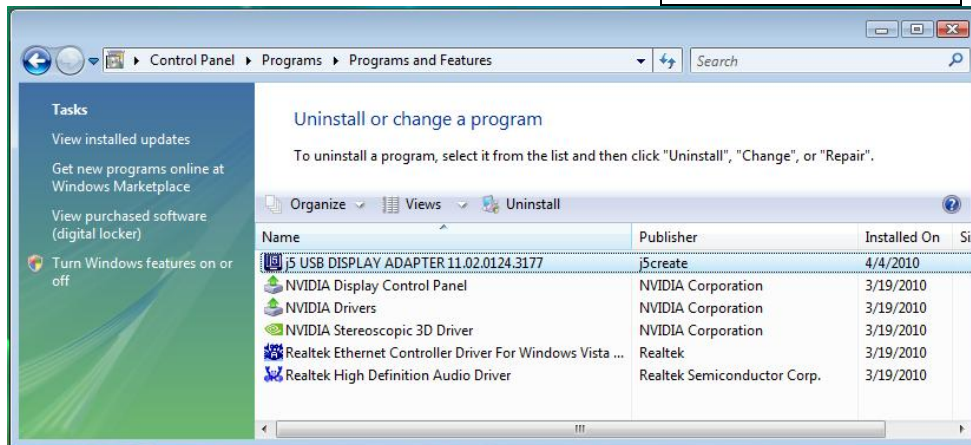 Control Panel ▸ Programs ▸ Programs and Features
Search
Tasks
View installed updates
Get new programs online at
Windows Marketplace
View purchased software
(digital locker)
Turn Windows features on or
off
Uninstall or change a program
To uninstall a program, select it from the list and then click "Uninstall", "Change", or "Repair".
Organize Views Uninstall
Name Publisher Installed On Si
j5 USB DISPLAY ADAPTER 11.02.0124.3177 j5create 4/4/2010
NVIDIA Display Control Panel NVIDIA Corporation 3/19/2010
NVIDIA Drivers NVIDIA Corporation 3/19/2010
NVIDIA Stereoscopic 3D Driver NVIDIA Corporation 3/19/2010
Realtek Ethernet Controller Driver For Windows Vista ... Realtek 3/19/2010
Realtek High Definition Audio Driver Realtek Semiconductor Corp. 3/19/2010